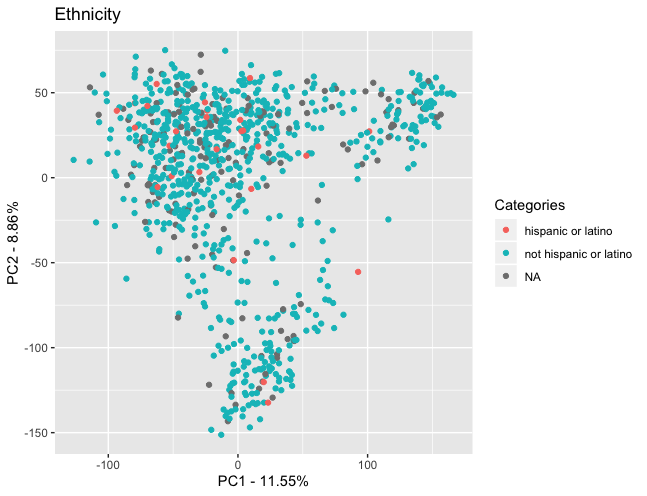 Ethnicity
50
0
-50
-100
-150
PC2 - 8.86%
-100
0
100
PC1 - 11.55%
Categories
hispanic or latino
not hispanic or latino
NA